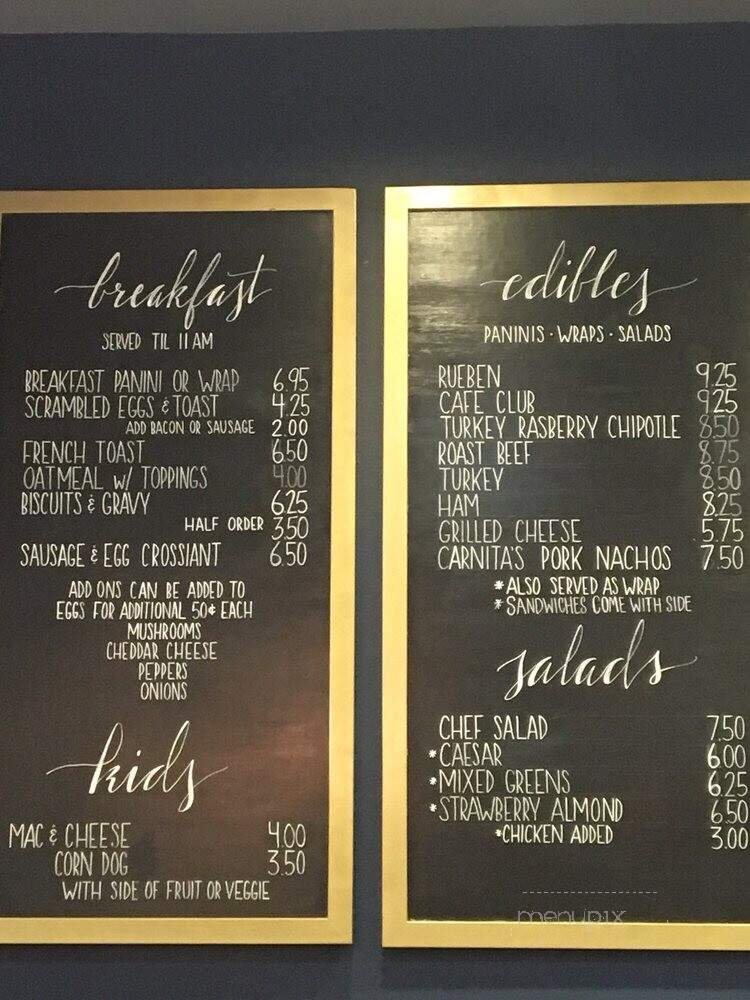 breakfast
SERVED TIL 11 AM
BREAKFAST PANINI OR WRAP 6.95
SCRAMBLED EGGS & TOAST 4.25
ADD BACON OR SAUSAGE 2.00
FRENCH TOAST 6.50
OATMEAL W/ TOPPINGS 4.00
BISCUITS & GRAVY 6.25
HALF ORDER 3.50
SAUSAGE & EGG CROSSIANT 6.50
ADD ONS CAN BE ADDED TO
EGGS FOR ADDITIONAL 50¢ EACH
MUSHROOMS
CHEDDAR CHEESE
PEPPERS
ONIONS
kids
MAC & CHEESE 4.00
CORN DOG 3.50
WITH SIDE OF FRUIT OR VEGGIE
edibles
PANINIS · WRAPS · SALADS
RUEBEN 9.25
CAFE CLUB 9.25
TURKEY RASBERRY CHIPOTLE 8.50
ROAST BEEF 8.75
TURKEY 8.50
HAM 8.25
GRILLED CHEESE 5.75
CARNITA'S PORK NACHOS 7.50
*ALSO SERVED AS WRAP
*SANDWICHES COME WITH SIDE
salads
CHEF SALAD 7.50
*CAESAR 6.00
*MIXED GREENS 6.25
*STRAWBERRY ALMOND 6.50
*CHICKEN ADDED 3.00
menupix